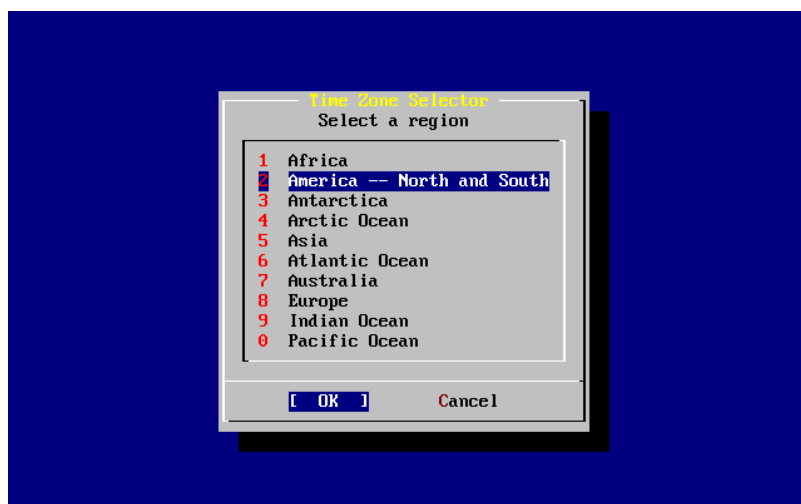 Time Zone Selector
Select a region
1 Africa
2 America -- North and South
3 Antarctica
4 Arctic Ocean
5 Asia
6 Atlantic Ocean
7 Australia
8 Europe
9 Indian Ocean
0 Pacific Ocean
[ OK ] Cancel